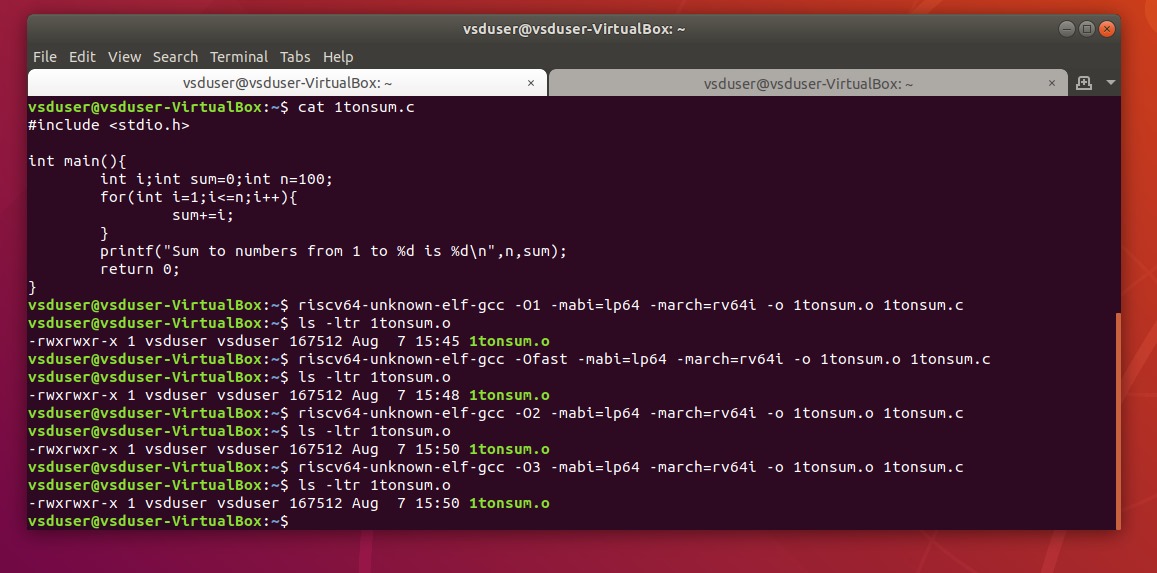 vsduser@vsduser-VirtualBox: ~
File Edit View Search Terminal Tabs Help
vsduser@vsduser-VirtualBox: ~ × vsduser@vsduser-VirtualBox: ~ ×
vsduser@vsduser-VirtualBox:~$ cat 1tonsum.c
#include <stdio.h>

int main(){
        int i;int sum=0;int n=100;
        for(int i=1;i<=n;i++){
                sum+=i;
        }
        printf("Sum to numbers from 1 to %d is %d\n",n,sum);
        return 0;
}
vsduser@vsduser-VirtualBox:~$ riscv64-unknown-elf-gcc -O1 -mabi=lp64 -march=rv64i -o 1tonsum.o 1tonsum.c
vsduser@vsduser-VirtualBox:~$ ls -ltr 1tonsum.o
-rwxrwxr-x 1 vsduser vsduser 167512 Aug  7 15:45 1tonsum.o
vsduser@vsduser-VirtualBox:~$ riscv64-unknown-elf-gcc -Ofast -mabi=lp64 -march=rv64i -o 1tonsum.o 1tonsum.c
vsduser@vsduser-VirtualBox:~$ ls -ltr 1tonsum.o
-rwxrwxr-x 1 vsduser vsduser 167512 Aug  7 15:48 1tonsum.o
vsduser@vsduser-VirtualBox:~$ riscv64-unknown-elf-gcc -O2 -mabi=lp64 -march=rv64i -o 1tonsum.o 1tonsum.c
vsduser@vsduser-VirtualBox:~$ ls -ltr 1tonsum.o
-rwxrwxr-x 1 vsduser vsduser 167512 Aug  7 15:50 1tonsum.o
vsduser@vsduser-VirtualBox:~$ riscv64-unknown-elf-gcc -O3 -mabi=lp64 -march=rv64i -o 1tonsum.o 1tonsum.c
vsduser@vsduser-VirtualBox:~$ ls -ltr 1tonsum.o
-rwxrwxr-x 1 vsduser vsduser 167512 Aug  7 15:50 1tonsum.o
vsduser@vsduser-VirtualBox:~$